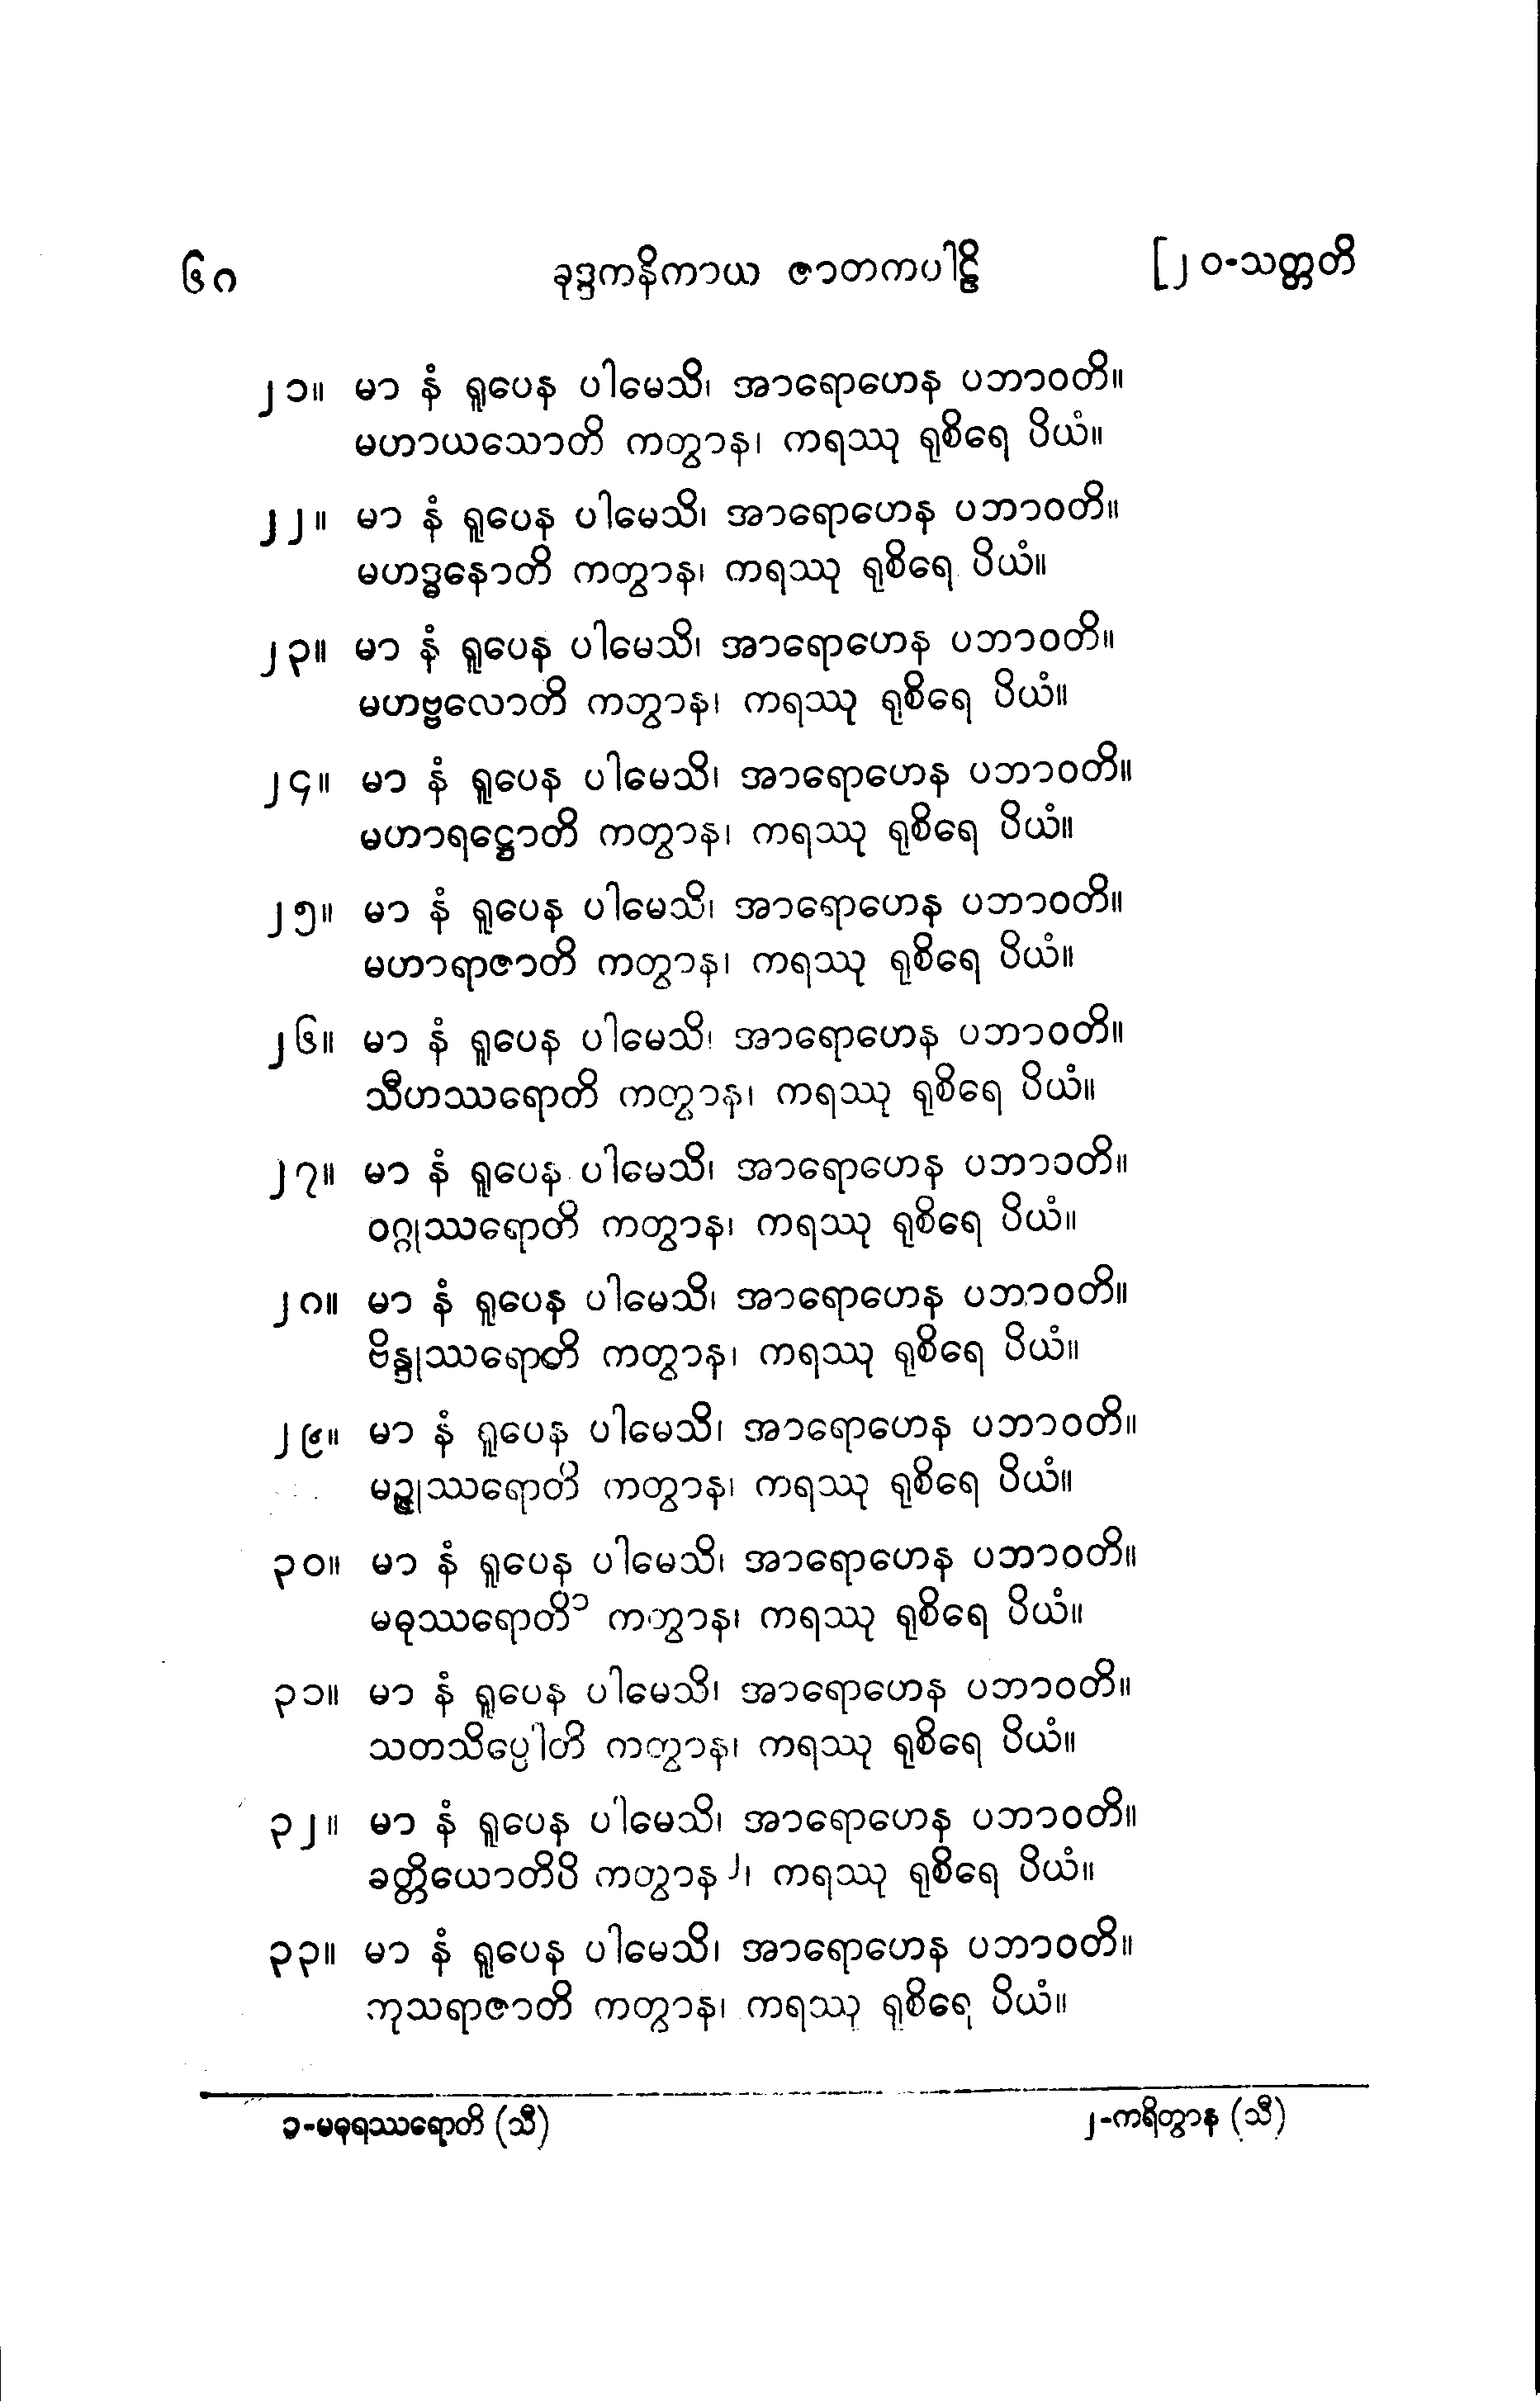 ၆၈ ခုဒ္ဒကနိကာယ ဇာတကပါဠိ [၂၀-သတ္တတိ
၂၁။ မာ နံ ရူပေန ပါမေသိ၊ အာရောဟေန ပဘာဝတိ။
မဟာယသောတိ ကတွာန၊ ကရဿု ရုစိရေ ပိယံ။
၂၂။ မာ နံ ရူပေန ပါမေသိ၊ အာရောဟေန ပဘာဝတိ။
မဟဒ္ဓနောတိ ကတွာန၊ ကရဿု ရုစိရေ ပိယံ။
၂၃။ မာ နံ ရူပေန ပါမေသိ၊ အာရောဟေန ပဘာဝတိ။
မဟဗ္ဗလောတိ ကတွာန၊ ကရဿု ရုစိရေ ပိယံ။
၂၄။ မာ နံ ရူပေန ပါမေသိ၊ အာရောဟေန ပဘာဝတိ။
မဟာရဋ္ဌောတိ ကတွာန၊ ကရဿု ရုစိရေ ပိယံ။
၂၅။ မာ နံ ရူပေန ပါမေသိ၊ အာရောဟေန ပဘာဝတိ။
မဟာရာဇာတိ ကတွာန၊ ကရဿု ရုစိရေ ပိယံ။
၂၆။ မာ နံ ရူပေန ပါမေသိ၊ အာရောဟေန ပဘာဝတိ။
သီဟဿရောတိ ကတွာန၊ ကရဿု ရုစိရေ ပိယံ။
၂၇။ မာ နံ ရူပေန ပါမေသိ၊ အာရောဟေန ပဘာဝတိ။
ဝဂ္ဂုဿရောတိ ကတွာန၊ ကရဿု ရုစိရေ ပိယံ။
၂၈။ မာ နံ ရူပေန ပါမေသိ၊ အာရောဟေန ပဘာဝတိ။
ဗိန္ဒုဿရောတိ ကတွာန၊ ကရဿု ရုစိရေ ပိယံ။
၂၉။ မာ နံ ရူပေန ပါမေသိ၊ အာရောဟေန ပဘာဝတိ။
မဉ္ဇုဿရောတိ ကတွာန၊ ကရဿု ရုစိရေ ပိယံ။
၃၀။ မာ နံ ရူပေန ပါမေသိ၊ အာရောဟေန ပဘာဝတိ။
မဓုဿရောတိ၁ ကတွာန၊ ကရဿု ရုစိရေ ပိယံ။
၃၁။ မာ နံ ရူပေန ပါမေသိ၊ အာရောဟေန ပဘာဝတိ။
သတသိပ္ပေါတိ ကတွာန၊ ကရဿု ရုစိရေ ပိယံ။
၃၂။ မာ နံ ရူပေန ပါမေသိ၊ အာရောဟေန ပဘာဝတိ။
ခတ္တိယောတိပိ ကတွာန၂၊ ကရဿု ရုစိရေ ပိယံ။
၃၃။ မာ နံ ရူပေန ပါမေသိ၊ အာရောဟေန ပဘာဝတိ။
ကုသရာဇာတိ ကတွာန၊ ကရဿု ရုစိရေ ပိယံ။
၁-မဓုရဿရောတိ (သီ) ၂-ကရိတွာန (သီ)